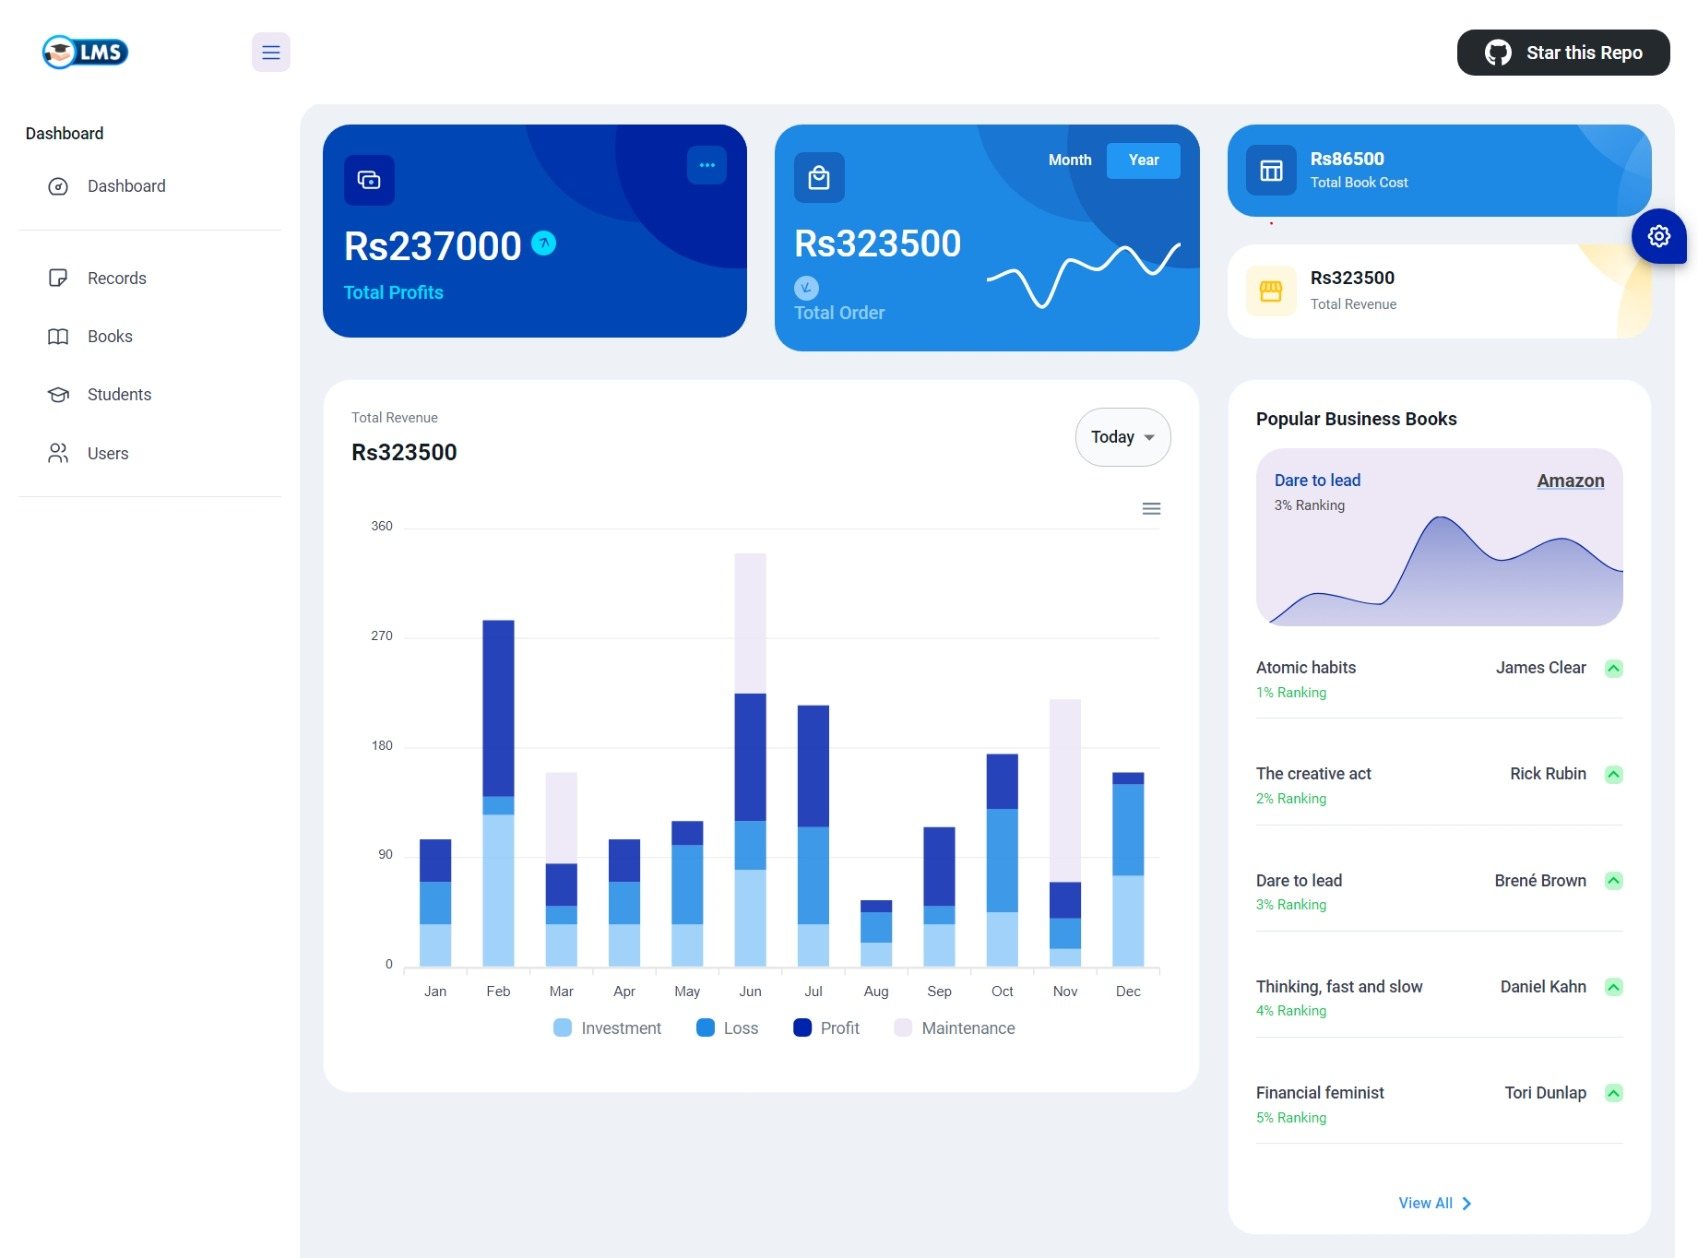 LMS
Star this Repo
Dashboard
Dashboard
Records
Books
Students
Users
Rs237000
Total Profits
Month Year
Rs323500
Total Order
Rs86500
Total Book Cost
Rs323500
Total Revenue
Total Revenue
Rs323500
Today
360
270
180
90
0
Jan Feb Mar Apr May Jun Jul Aug Sep Oct Nov Dec
Investment Loss Profit Maintenance
Popular Business Books
Dare to lead Amazon
3% Ranking
Atomic habits James Clear
1% Ranking
The creative act Rick Rubin
2% Ranking
Dare to lead Brené Brown
3% Ranking
Thinking, fast and slow Daniel Kahn
4% Ranking
Financial feminist Tori Dunlap
5% Ranking
View All